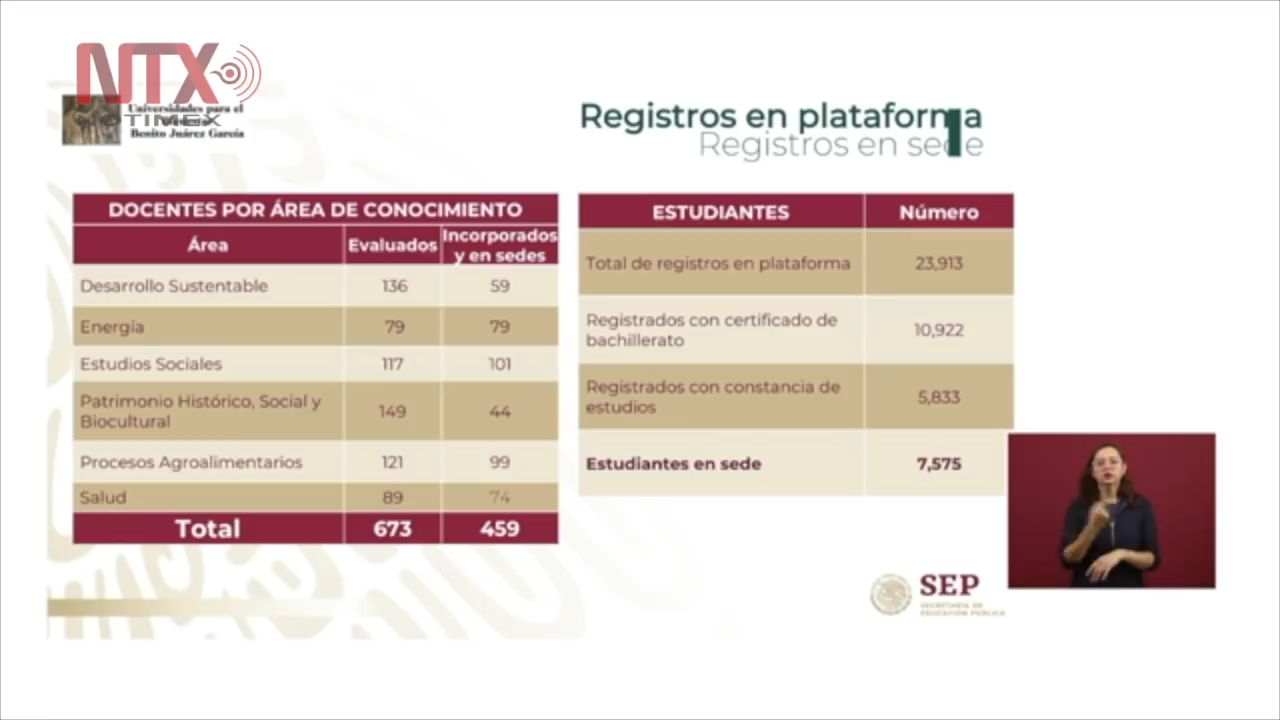 NTX
NOTIMEX
Universidades para el
Benito Juárez García
Registros en plataforma
1
Registros en sede
DOCENTES POR ÁREA DE CONOCIMIENTO
Área Evaluados Incorporados y en sedes
Desarrollo Sustentable 136 59
Energía 79 79
Estudios Sociales 117 101
Patrimonio Histórico, Social y
Biocultural 149 44
Procesos Agroalimentarios 121 99
Salud 89 74
Total 673 459
ESTUDIANTES Número
Total de registros en plataforma 23,913
Registrados con certificado de
bachillerato 10,922
Registrados con constancia de
estudios 5,833
Estudiantes en sede 7,575
SEP
SECRETARÍA DE
EDUCACIÓN PÚBLICA